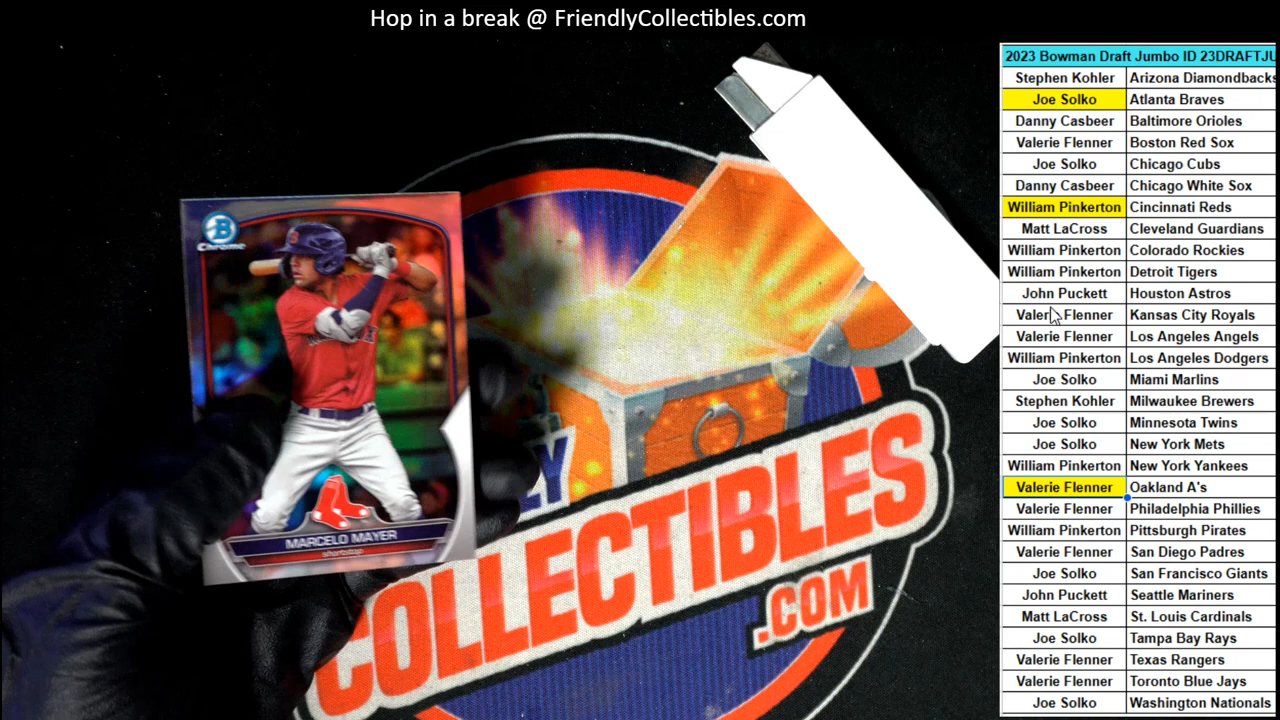 Hop in a break @ FriendlyCollectibles.com
B
Chrome
MARCELO MAYER
shortstop
LY
COLLECTIBLES
.COM
2023 Bowman Draft Jumbo ID 23DRAFTJU
Stephen Kohler Arizona Diamondbacks
Joe Solko Atlanta Braves
Danny Casbeer Baltimore Orioles
Valerie Flenner Boston Red Sox
Joe Solko Chicago Cubs
Danny Casbeer Chicago White Sox
William Pinkerton Cincinnati Reds
Matt LaCross Cleveland Guardians
William Pinkerton Colorado Rockies
William Pinkerton Detroit Tigers
John Puckett Houston Astros
Valerie Flenner Kansas City Royals
Valerie Flenner Los Angeles Angels
William Pinkerton Los Angeles Dodgers
Joe Solko Miami Marlins
Stephen Kohler Milwaukee Brewers
Joe Solko Minnesota Twins
Joe Solko New York Mets
William Pinkerton New York Yankees
Valerie Flenner Oakland A's
Valerie Flenner Philadelphia Phillies
William Pinkerton Pittsburgh Pirates
Valerie Flenner San Diego Padres
Joe Solko San Francisco Giants
John Puckett Seattle Mariners
Matt LaCross St. Louis Cardinals
Joe Solko Tampa Bay Rays
Valerie Flenner Texas Rangers
Valerie Flenner Toronto Blue Jays
Joe Solko Washington Nationals